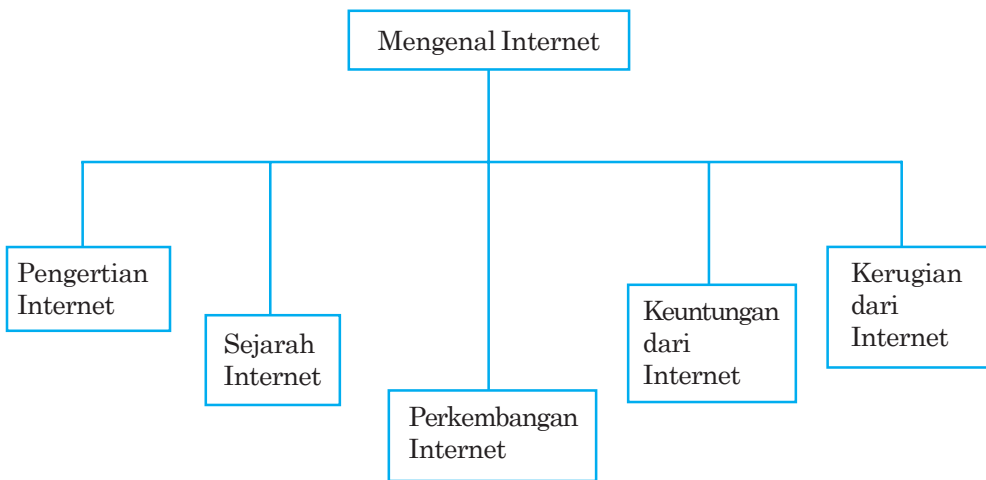 Mengenal Internet
Pengertian
Internet
Sejarah
Internet
Perkembangan
Internet
Keuntungan
dari
Internet
Kerugian
dari
Internet